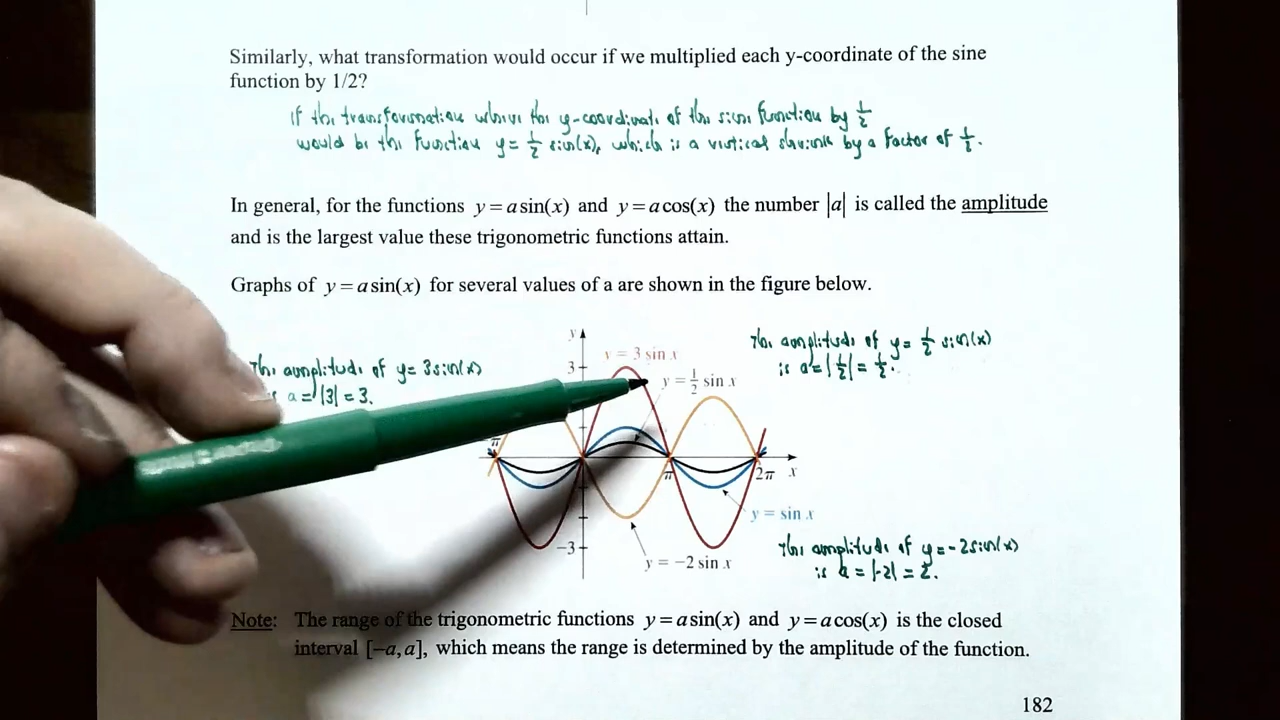 Similarly, what transformation would occur if we multiplied each y-coordinate of the sine
function by 1/2?
If the transformation where the y-coordinate of the sine function by 1/2
would be the function y = 1/2 sin(x), which is a vertical shrink by a factor of 1/2.
In general, for the functions y = a sin(x) and y = a cos(x) the number |a| is called the amplitude
and is the largest value these trigonometric functions attain.
Graphs of y = a sin(x) for several values of a are shown in the figure below.
The amplitude of y = 3 sin(x)
a = |3| = 3.
y
y = 3 sin x
3
y = 1/2 sin x
The amplitude of y = 1/2 sin(x)
is a = |1/2| = 1/2.
π
π
2π
x
y = sin x
-3
y = −2 sin x
The amplitude of y = -2 sin(x)
is a = |-2| = 2.
Note: The range of the trigonometric functions y = a sin(x) and y = a cos(x) is the closed
interval [−a, a], which means the range is determined by the amplitude of the function.
182